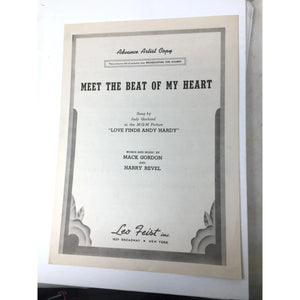 Advance Artist Copy
MEET THE BEAT OF MY HEART
Sung by
Judy Garland
in the M-G-M Picture
"LOVE FINDS ANDY HARDY"
WORDS AND MUSIC BY
MACK GORDON
AND
HARRY REVEL
Leo Feist inc.
1629 BROADWAY • NEW YORK